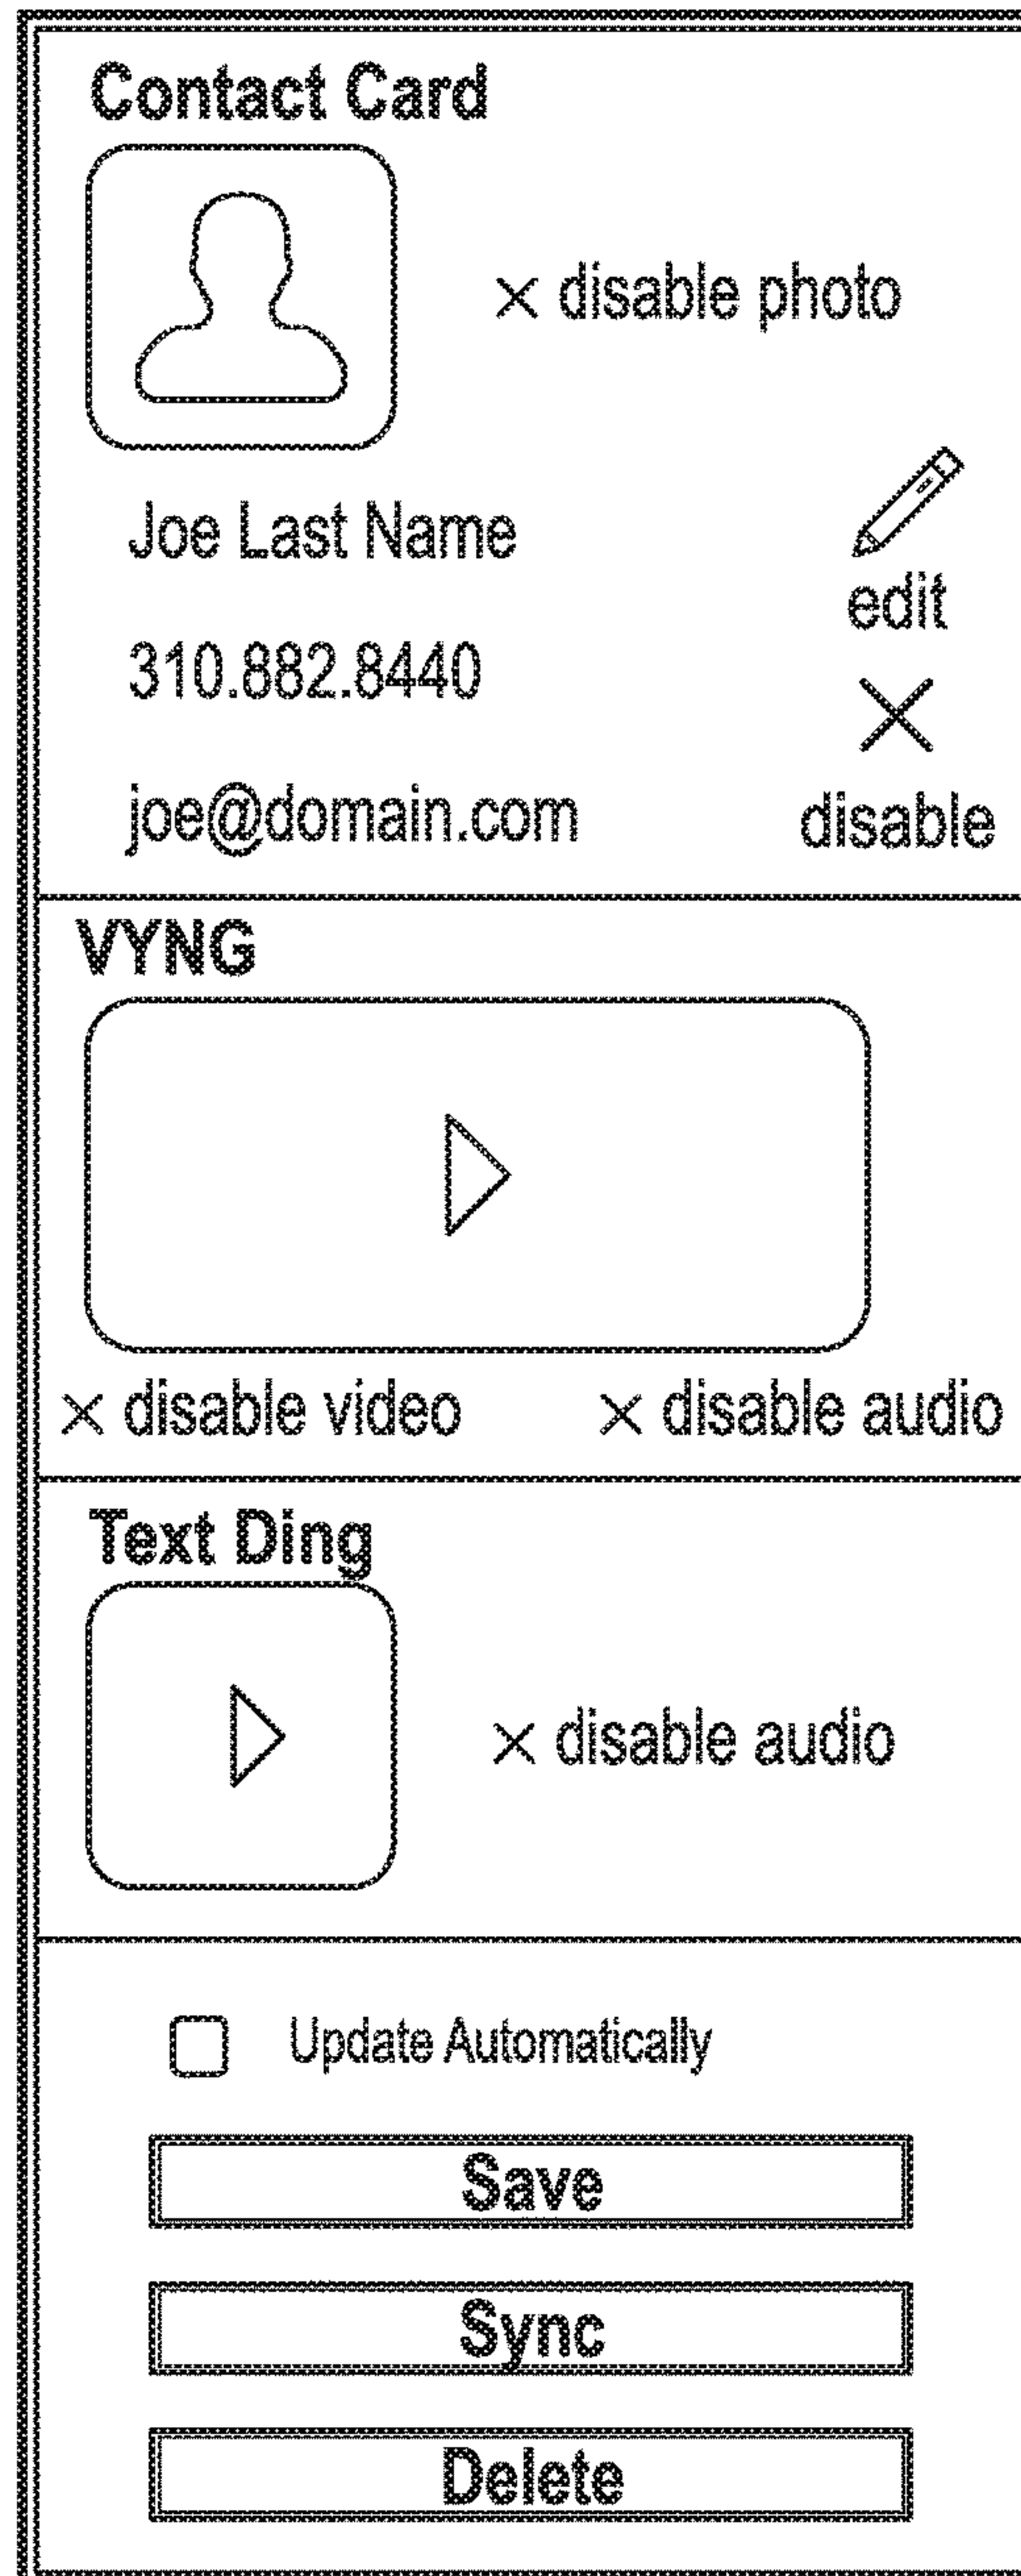 Contact Card
× disable photo
Joe Last Name
edit
310.882.8440
joe@domain.com
disable
VYNG
× disable video × disable audio
Text Ding
× disable audio
Update Automatically
Save
Sync
Delete